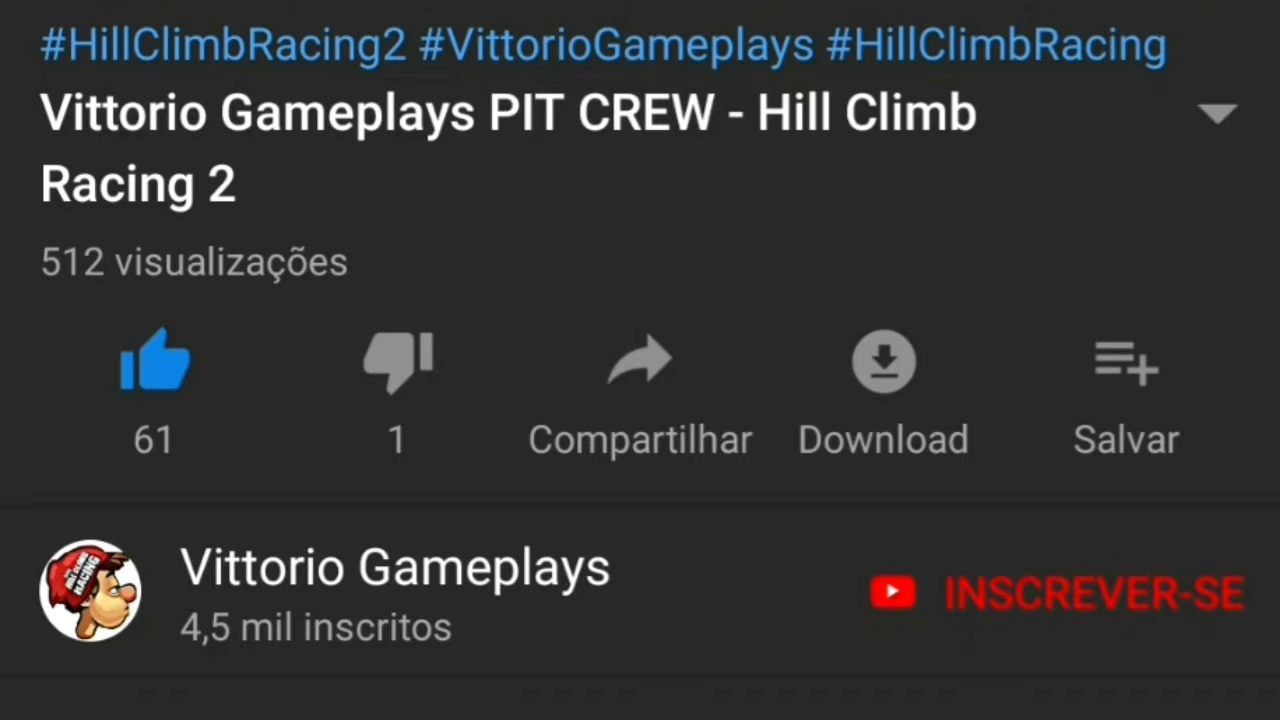 #HillClimbRacing2 #VittorioGameplays #HillClimbRacing
Vittorio Gameplays PIT CREW - Hill Climb
Racing 2
512 visualizações
61 1 Compartilhar Download Salvar
Vittorio Gameplays
INSCREVER-SE
4,5 mil inscritos